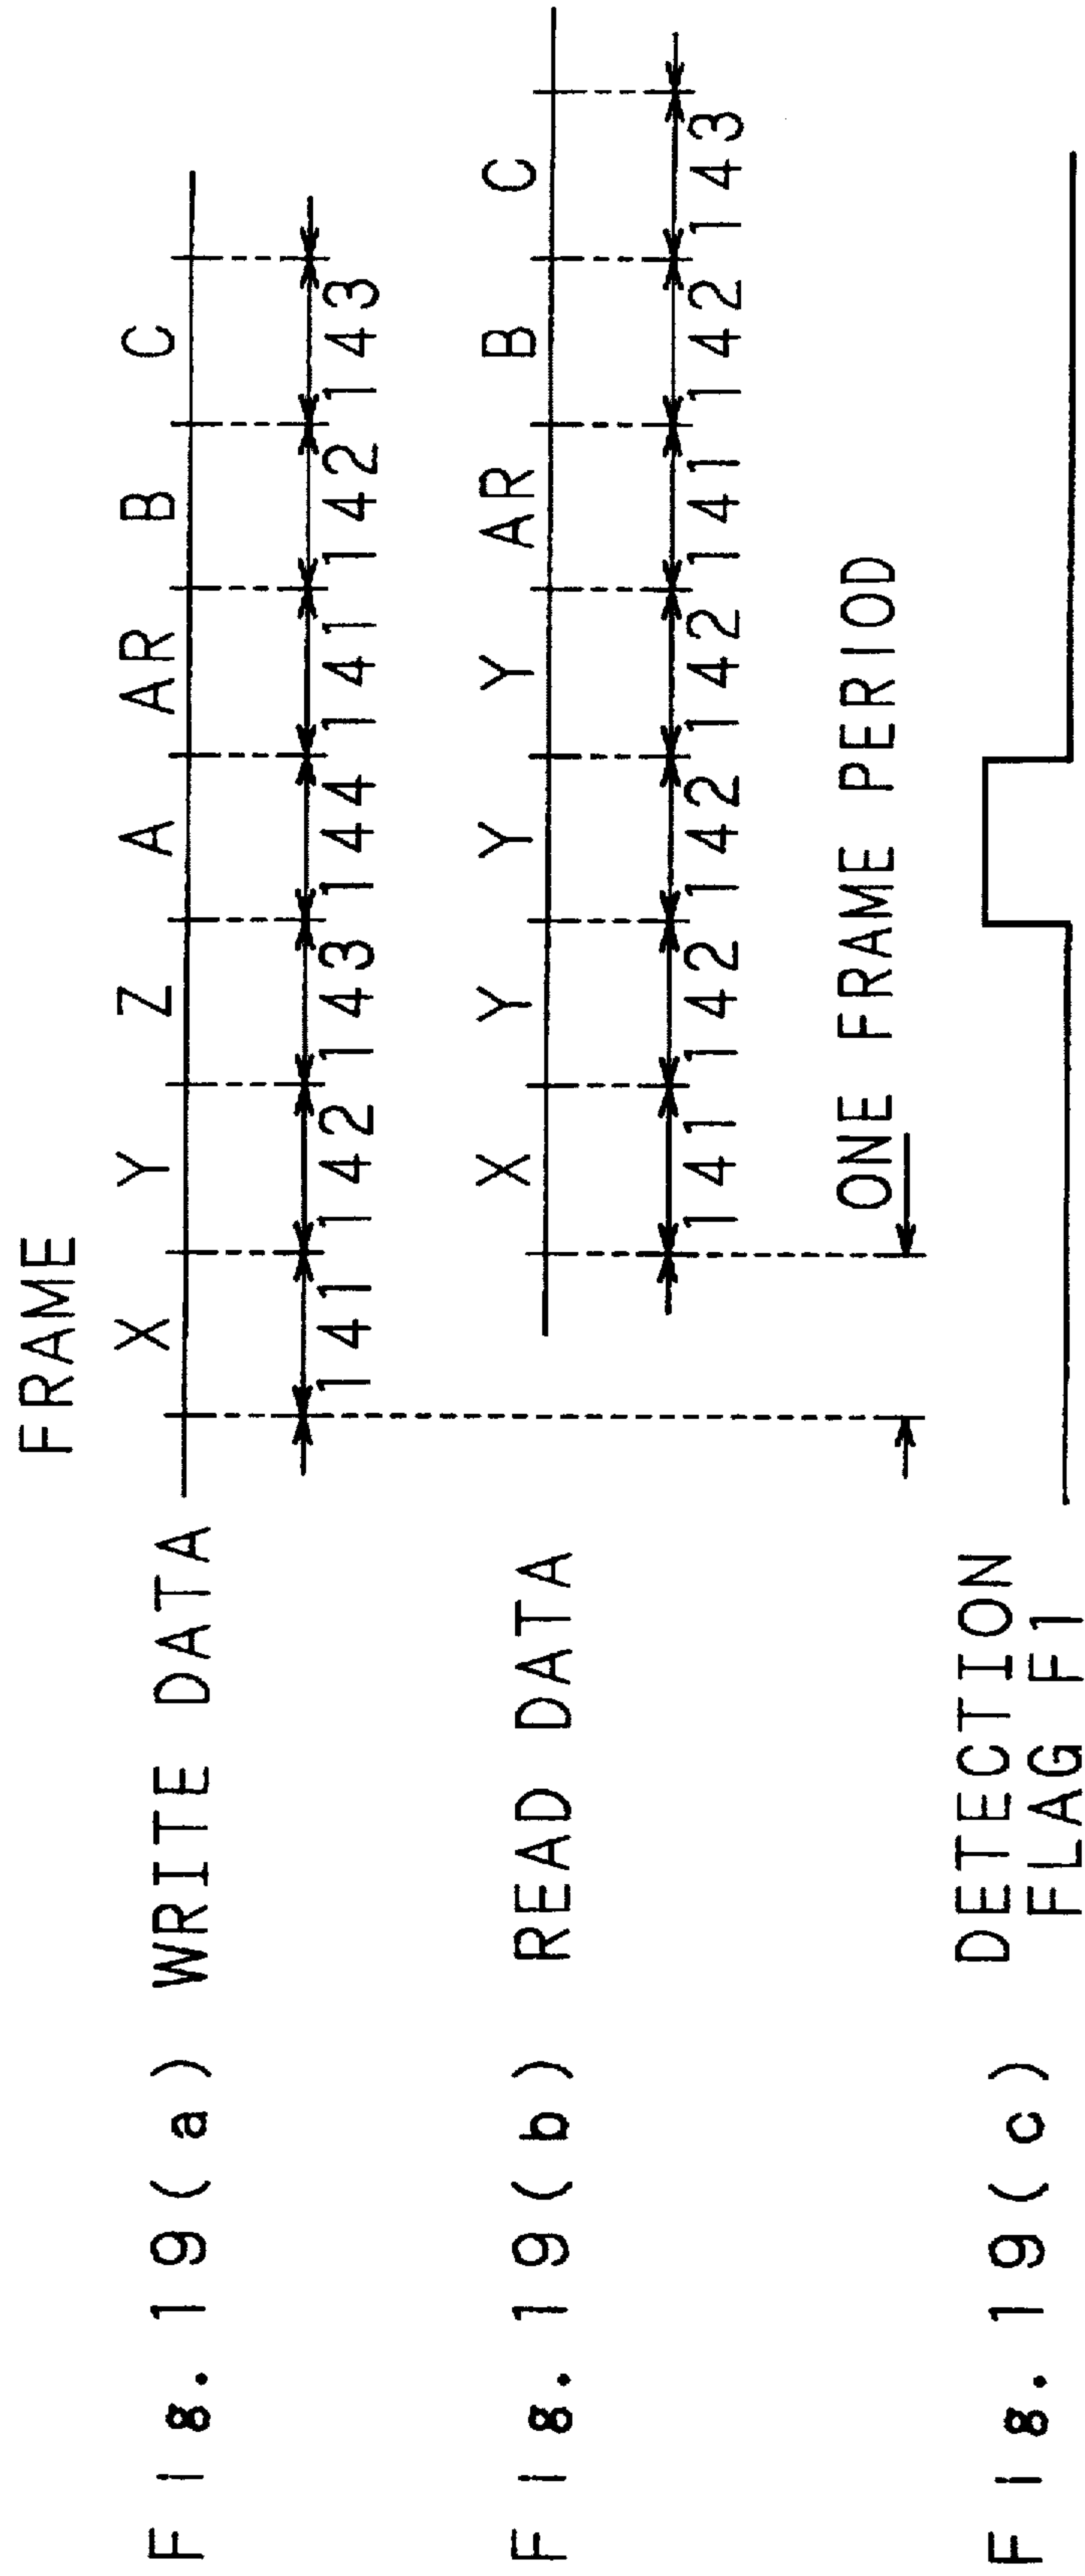 FRAME
Fig. 19(a) WRITE DATA X Y Z A AR B C
141 142 143 144 141 142 143
Fig. 19(b) READ DATA X Y Y Y AR B C
141 142 142 142 141 142 143
ONE FRAME PERIOD
Fig. 19(c) DETECTION
FLAG F1